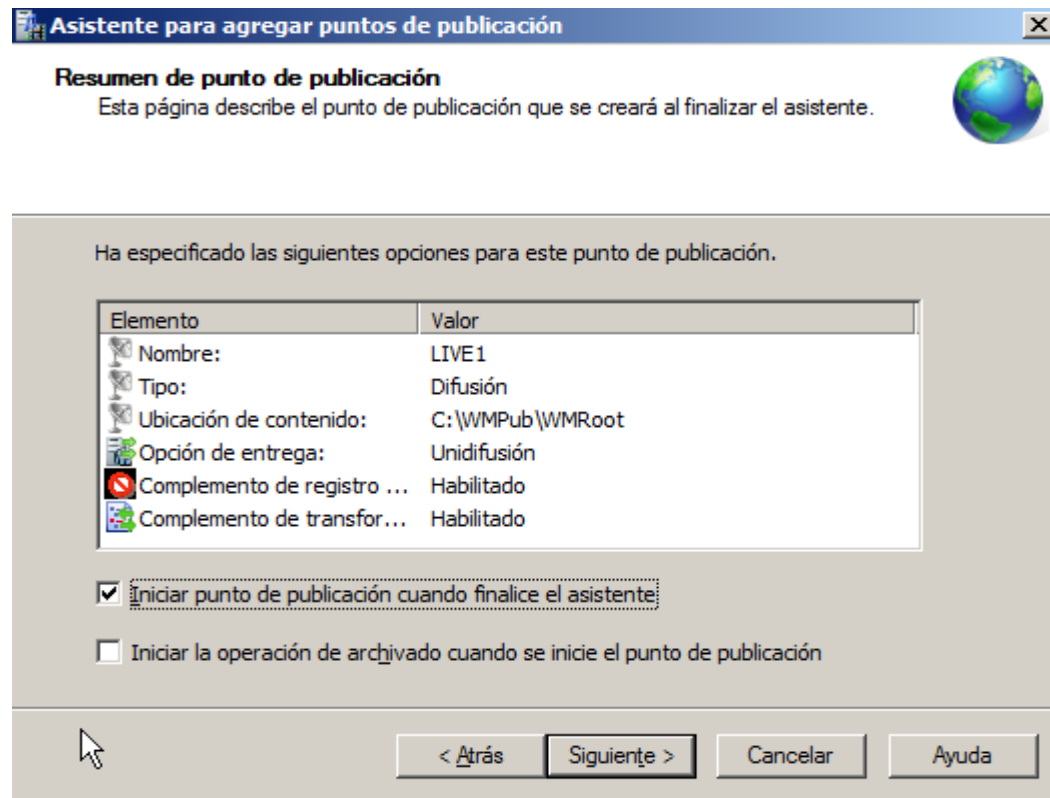 Asistente para agregar puntos de publicación
Resumen de punto de publicación
Esta página describe el punto de publicación que se creará al finalizar el asistente.
Ha especificado las siguientes opciones para este punto de publicación.
Elemento Valor
Nombre: LIVE1
Tipo: Difusión
Ubicación de contenido: C:\WMPub\WMRoot
Opción de entrega: Unidifusión
Complemento de registro ... Habilitado
Complemento de transfor... Habilitado
Iniciar punto de publicación cuando finalice el asistente
Iniciar la operación de archivado cuando se inicie el punto de publicación
< Atrás Siguiente > Cancelar Ayuda